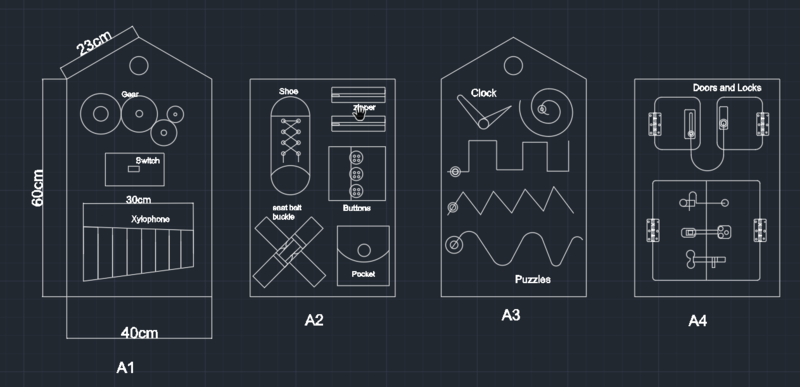 23cm
Gear
Switch
30cm
Xylophone
60cm
40cm
A1
Shoe
zipper
Buttons
seat belt
buckle
Pocket
A2
Clock
Puzzles
A3
Doors and Locks
A4